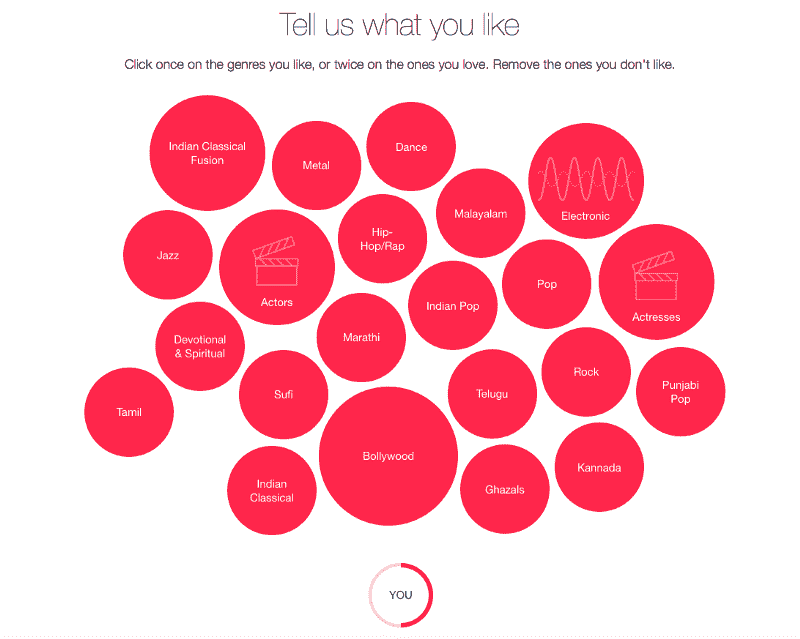 Tell us what you like
Click once on the genres you like, or twice on the ones you love. Remove the ones you don't like.
Indian Classical
Fusion
Metal
Dance
Electronic
Malayalam
Jazz
Actors
Hip-
Hop/Rap
Indian Pop
Pop
Actresses
Devotional
& Spiritual
Marathi
Tamil
Sufi
Bollywood
Telugu
Rock
Punjabi
Pop
Indian
Classical
Ghazals
Kannada
YOU